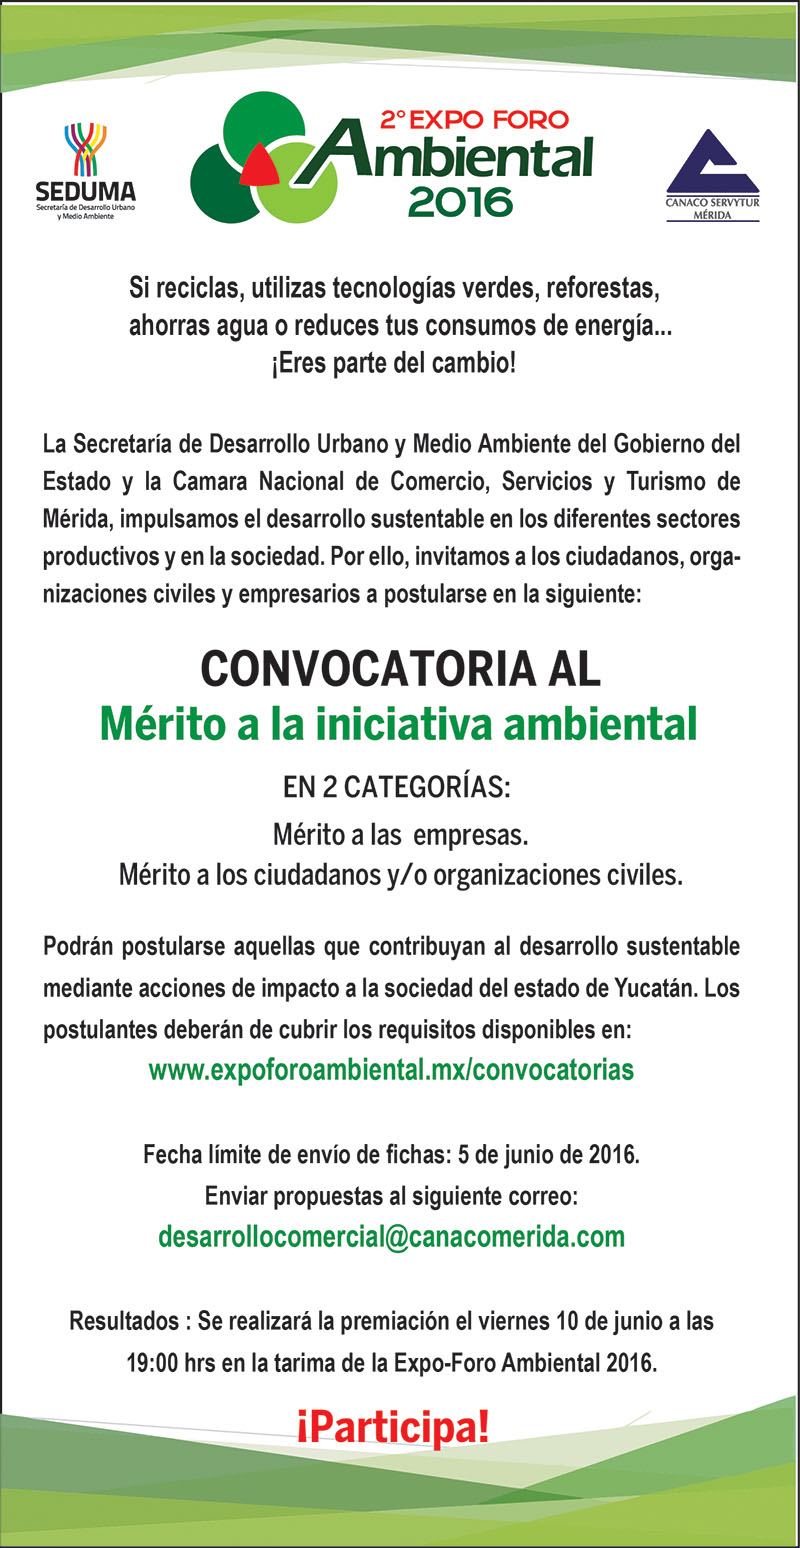 SEDUMA
Secretaría de Desarrollo Urbano
y Medio Ambiente
2° EXPO FORO
Ambiental
2016
CANACO SERVYTUR
MÉRIDA
Si reciclas, utilizas tecnologías verdes, reforestas,
ahorras agua o reduces tus consumos de energía...
¡Eres parte del cambio!
La Secretaría de Desarrollo Urbano y Medio Ambiente del Gobierno del
Estado y la Camara Nacional de Comercio, Servicios y Turismo de
Mérida, impulsamos el desarrollo sustentable en los diferentes sectores
productivos y en la sociedad. Por ello, invitamos a los ciudadanos, orga-
nizaciones civiles y empresarios a postularse en la siguiente:
CONVOCATORIA AL
Mérito a la iniciativa ambiental
EN 2 CATEGORÍAS:
Mérito a las empresas.
Mérito a los ciudadanos y/o organizaciones civiles.
Podrán postularse aquellas que contribuyan al desarrollo sustentable
mediante acciones de impacto a la sociedad del estado de Yucatán. Los
postulantes deberán de cubrir los requisitos disponibles en:
www.expoforoambiental.mx/convocatorias
Fecha límite de envío de fichas: 5 de junio de 2016.
Enviar propuestas al siguiente correo:
desarrollocomercial@canacomerida.com
Resultados : Se realizará la premiación el viernes 10 de junio a las
19:00 hrs en la tarima de la Expo-Foro Ambiental 2016.
¡Participa!